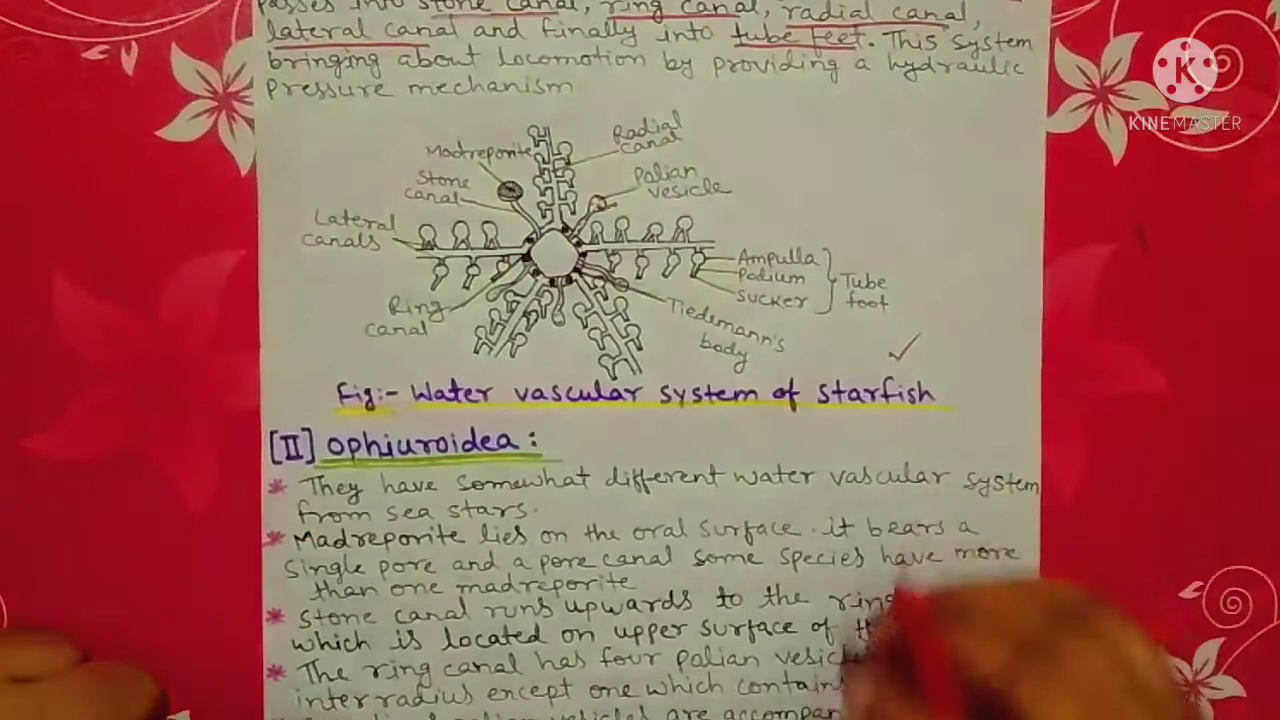 passes into stone canal, ring canal, radial canal,
lateral canal and finally into tube feet. This system
bringing about locomotion by providing a hydraulic
pressure mechanism
K
KINEMASTER
Radial
canal
Madreporite
Stone
canal
Polian
vesicle
Lateral
canals
Ampulla
Podium
Sucker
Tube
foot
Ring
canal
Tiedemann's
body
Fig:- Water vascular system of starfish
[II] Ophiuroidea :
* They have somewhat different water vascular system
from sea stars.
* Madreporite lies on the oral surface. it bears a
single pore and a pore canal some species have more
than one madreporite
* Stone canal runs upwards to the ring
which is located on upper surface of
* The ring canal has four polian
interradius except one which contains
are